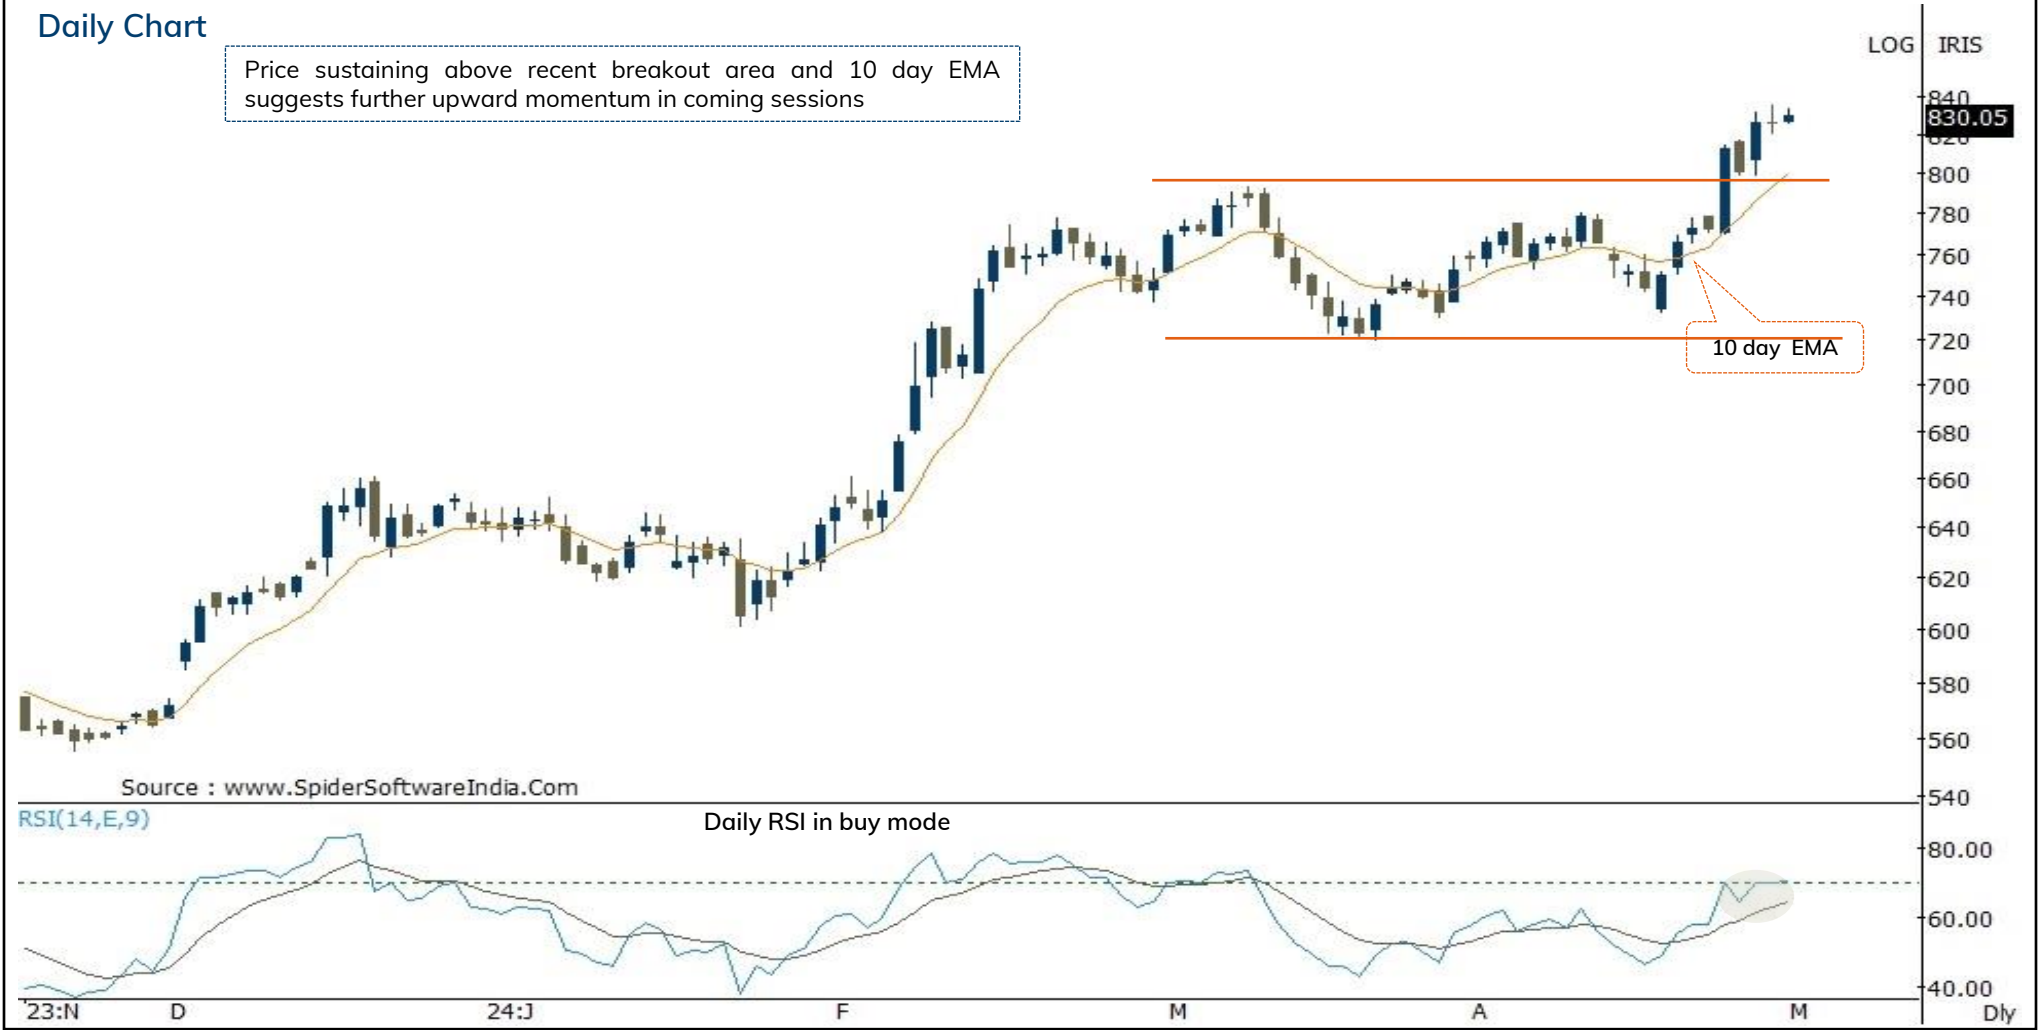 Daily Chart
Price sustaining above recent breakout area and 10 day EMA
suggests further upward momentum in coming sessions
LOG IRIS
840
830.05
820
800
780
760
740
720
10 day EMA
700
680
660
640
620
600
580
560
540
Source : www.SpiderSoftwareIndia.Com
RSI(14,E,9)
Daily RSI in buy mode
80.00
60.00
40.00
23:N D 24:J F M A M Dly